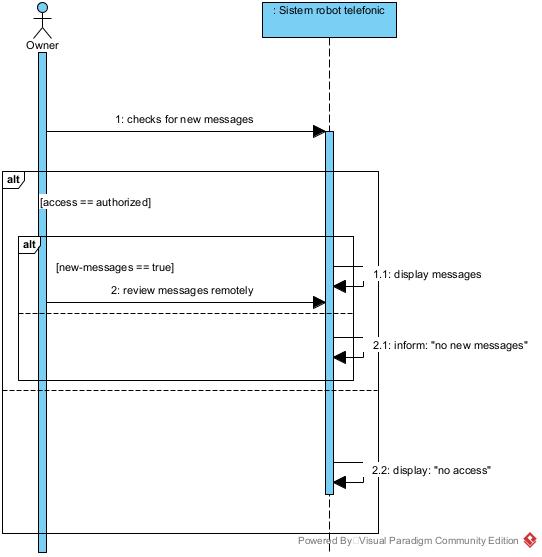 : Sistem robot telefonic
Owner
1: checks for new messages
alt
[access == authorized]
alt
[new-messages == true]
1.1: display messages
2: review messages remotely
2.1: inform: "no new messages"
2.2: display: "no access"
Powered By Visual Paradigm Community Edition